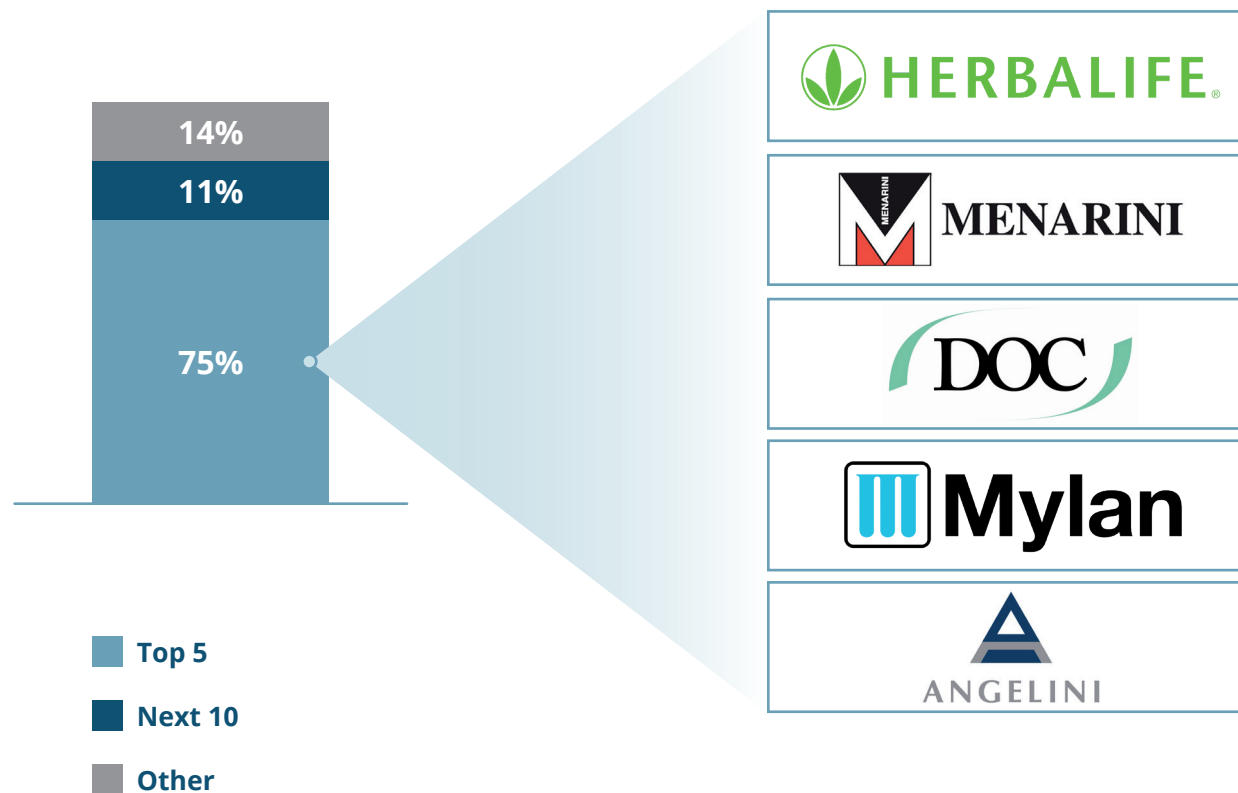 14%
11%
75%
Top 5
Next 10
Other
HERBALIFE®
MENARINI
MENARINI
DOC
Mylan
ANGELINI